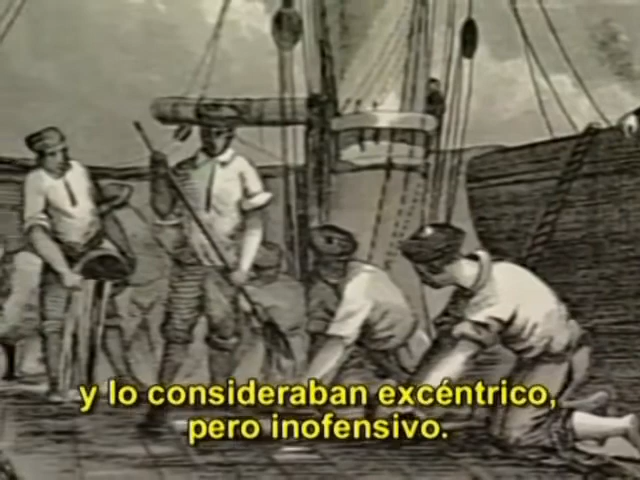 y lo consideraban excéntrico,
pero inofensivo.